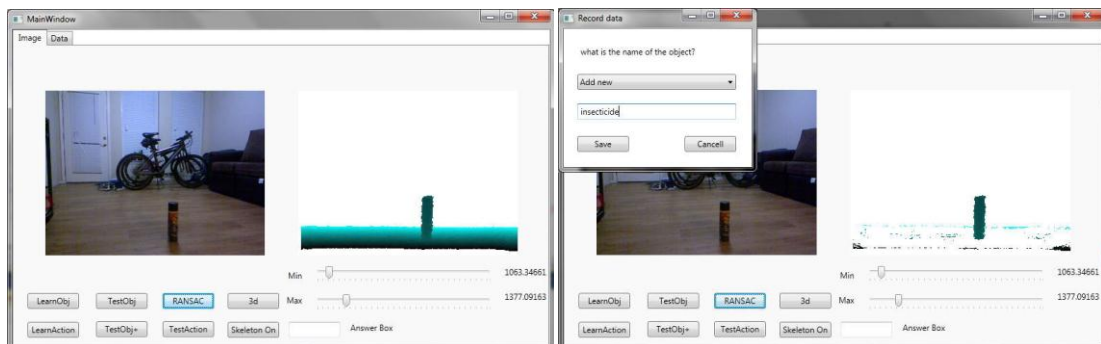 MainWindow
Image Data
Min 1063.34661
LearnObj TestObj RANSAC 3d Max 1377.09163
LearnAction TestObj+ TestAction Skeleton On Answer Box
Record data
what is the name of the object?
Add new
insecticide
Save Cancell
Min 1063.34661
LearnObj TestObj RANSAC 3d Max 1377.09163
LearnAction TestObj+ TestAction Skeleton On Answer Box